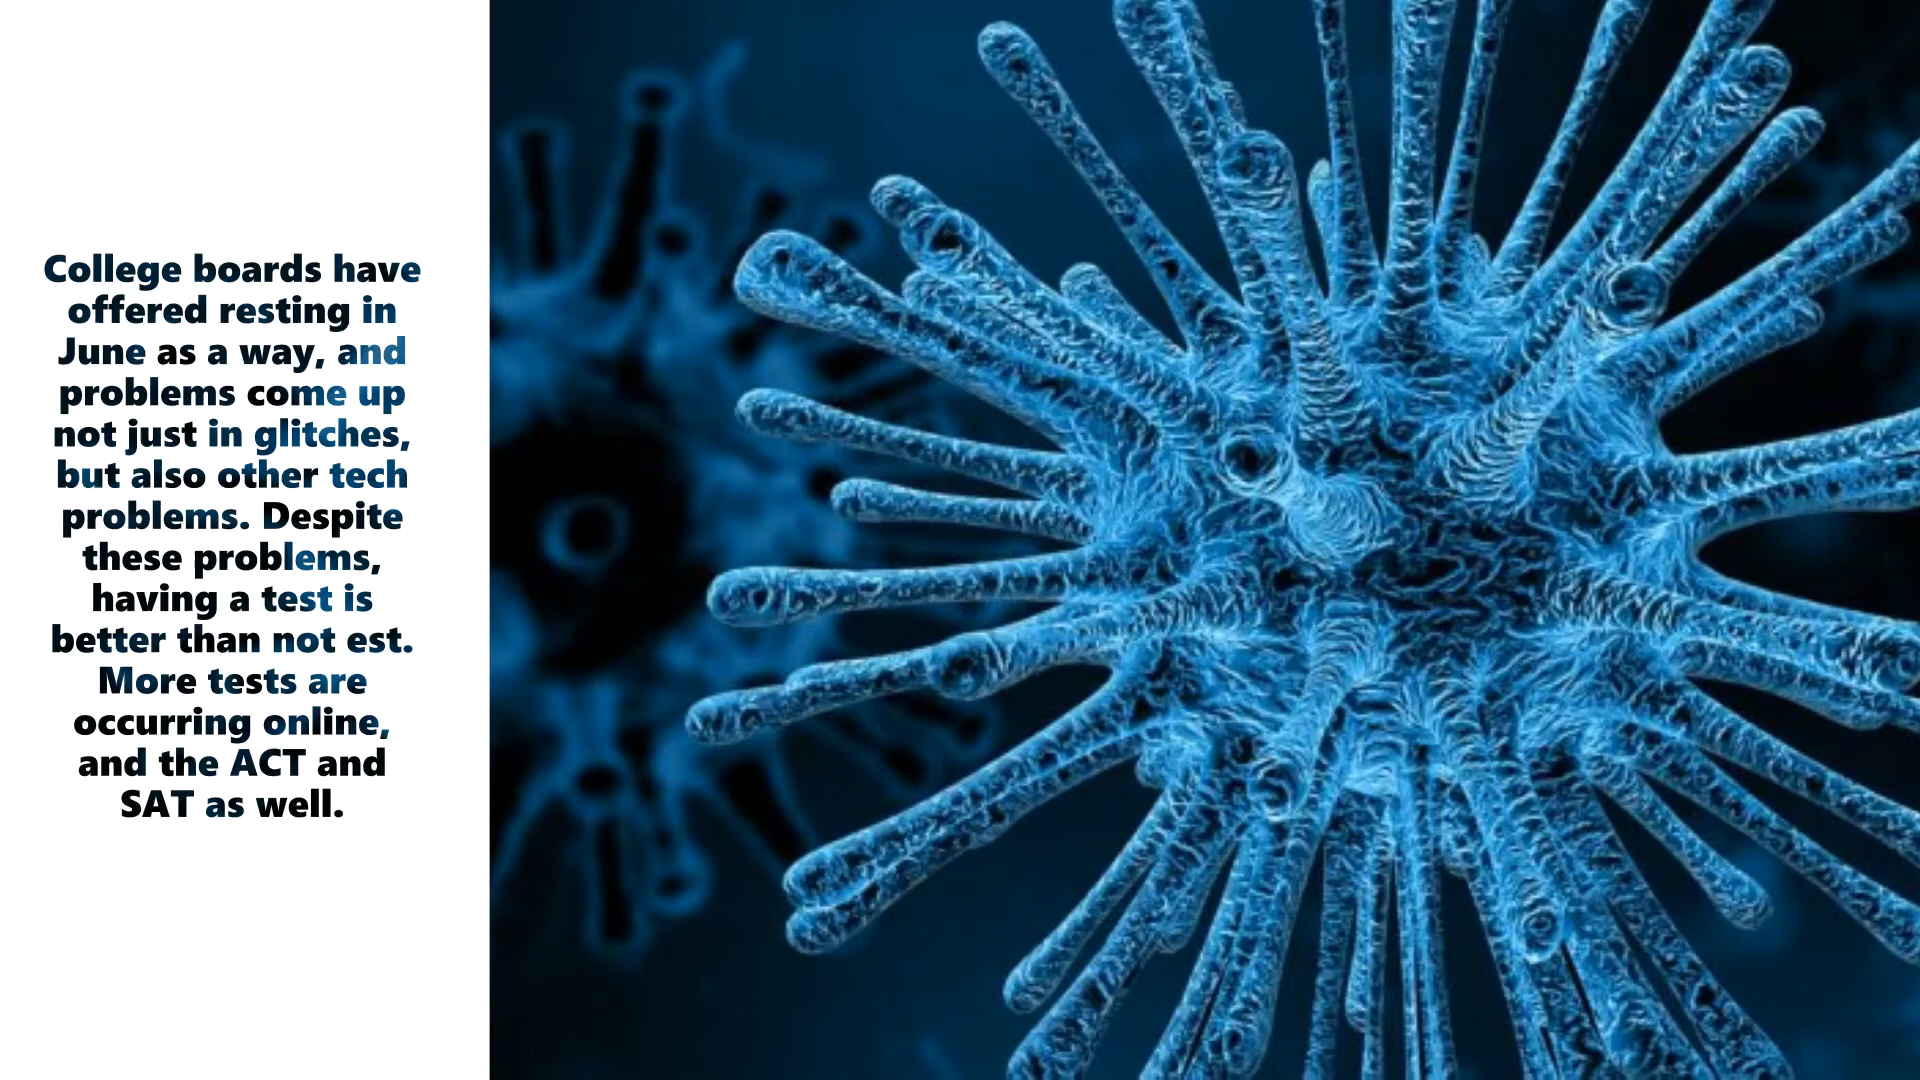 College boards have
offered resting in
June as a way, and
problems come up
not just in glitches,
but also other tech
problems. Despite
these problems,
having a test is
better than not est.
More tests are
occurring online,
and the ACT and
SAT as well.